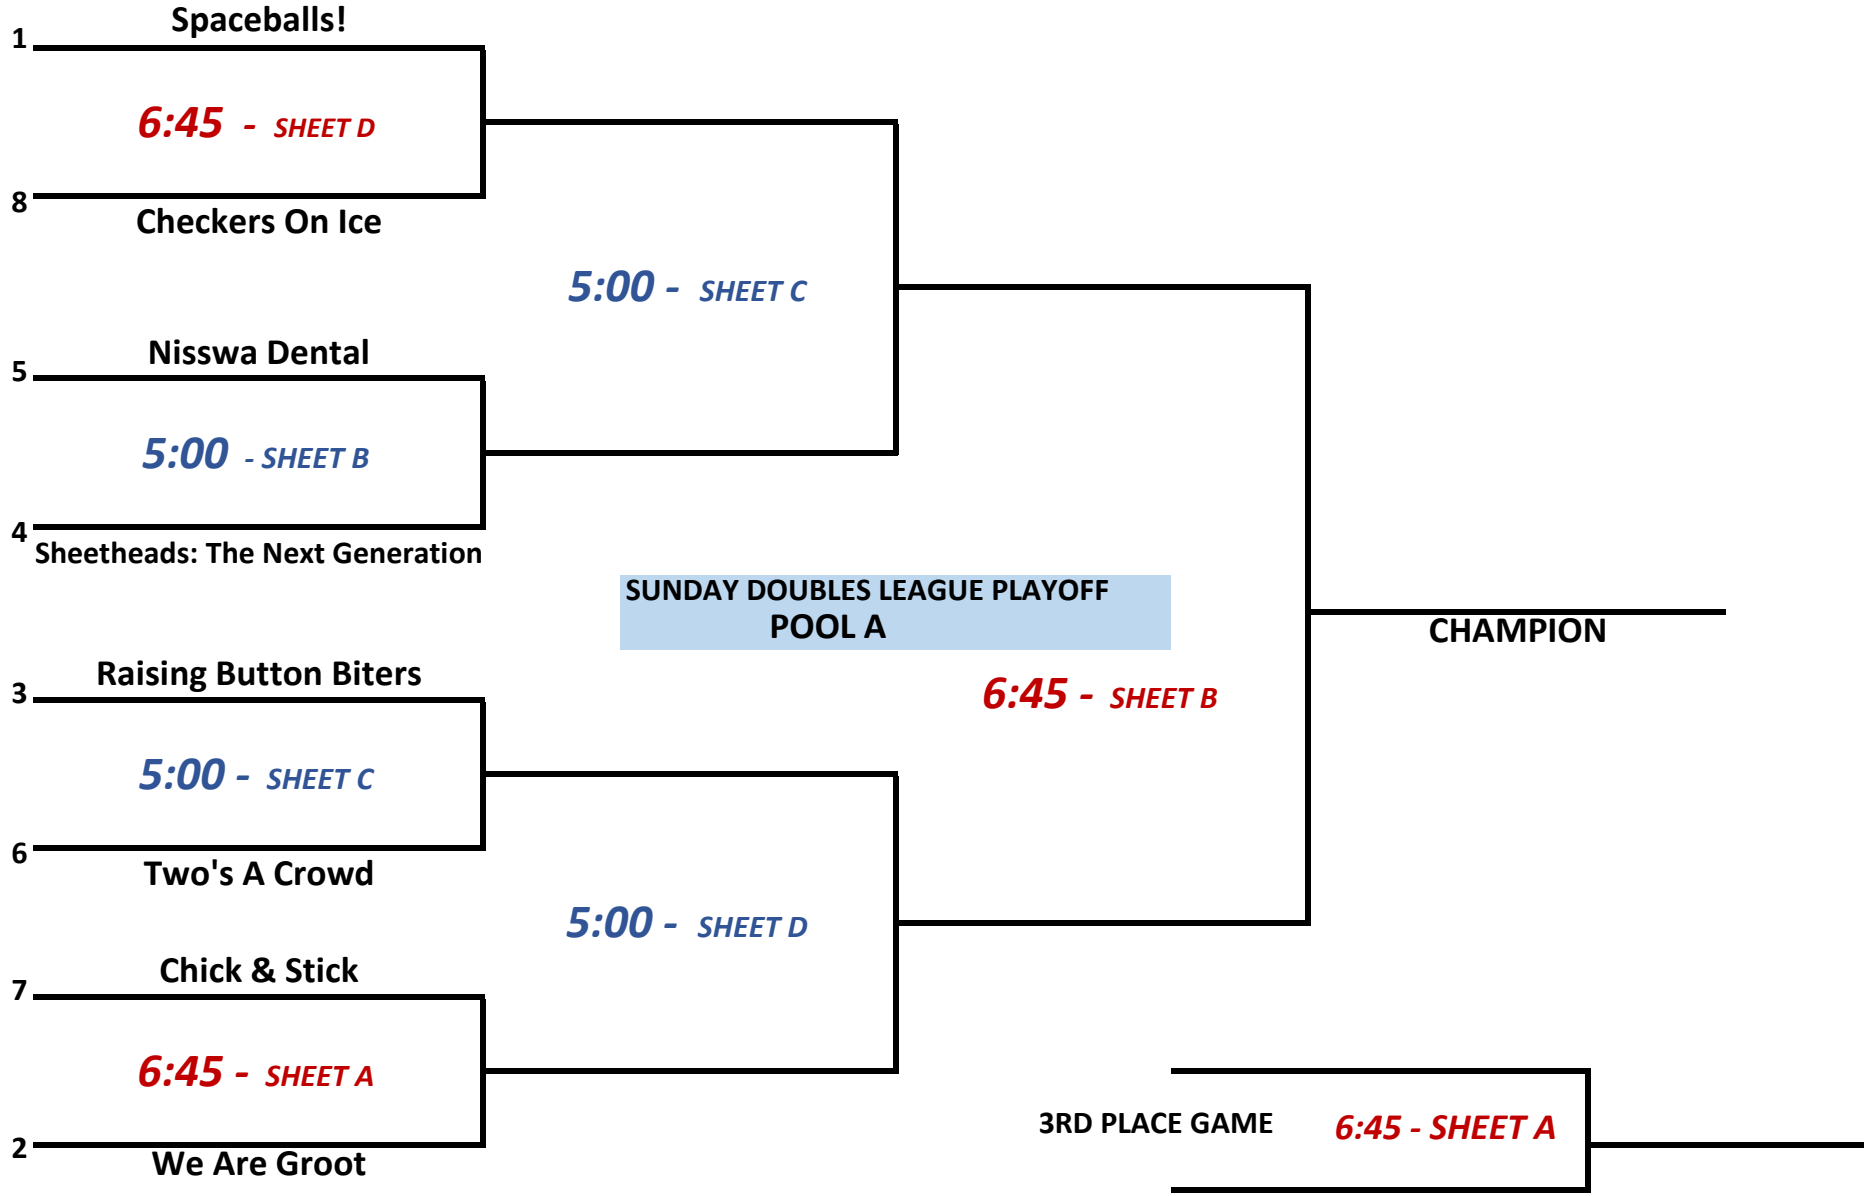 Spaceballs!
1
6:45 - SHEET D
8
Checkers On Ice
5:00 - SHEET C
Nisswa Dental
5
5:00 - SHEET B
4
Sheetheads: The Next Generation
SUNDAY DOUBLES LEAGUE PLAYOFF
POOL A
CHAMPION
Raising Button Biters
3
6:45 - SHEET B
5:00 - SHEET C
6
Two's A Crowd
5:00 - SHEET D
Chick & Stick
7
6:45 - SHEET A
3RD PLACE GAME 6:45 - SHEET A
2
We Are Groot